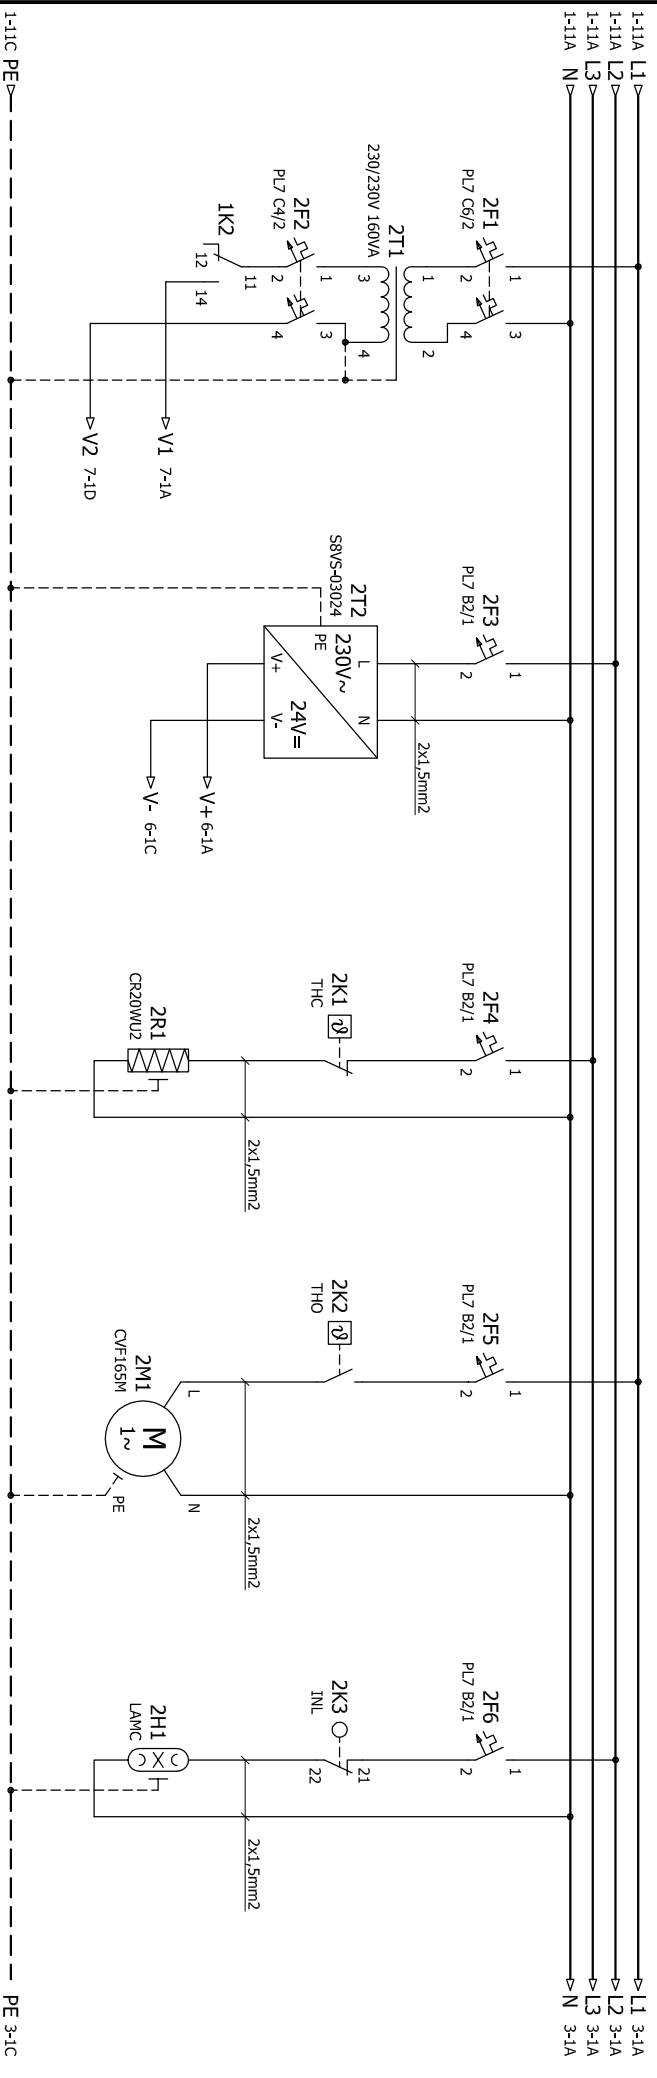 1-11A L1
1-11A L2
1-11A L3
1-11A N
1-11C PE
2F1
PL7 C6/2
1
2
3
4
2T1
230/230V 160VA
1
2
3
4
2F2
PL7 C4/2
1
2
3
4
1K2
11
12
14
V1 7-1A
V2 7-1D
2F3
PL7 B2/1
1
2
2x1,5mm2
2T2
S8VS-03024
L
N
PE
230V~
24V=
V+
V-
V+ 6-1A
V- 6-1C
2F4
PL7 B2/1
1
2
2K1
THC
ϑ
2x1,5mm2
2R1
CR20WU2
2F5
PL7 B2/1
1
2
2K2
THO
ϑ
2x1,5mm2
L
N
2M1
CVF165M
M
1~
PE
2F6
PL7 B2/1
1
2
2K3
INL
21
22
2x1,5mm2
2H1
LAMC
L1 3-1A
L2 3-1A
L3 3-1A
N 3-1A
PE 3-1C